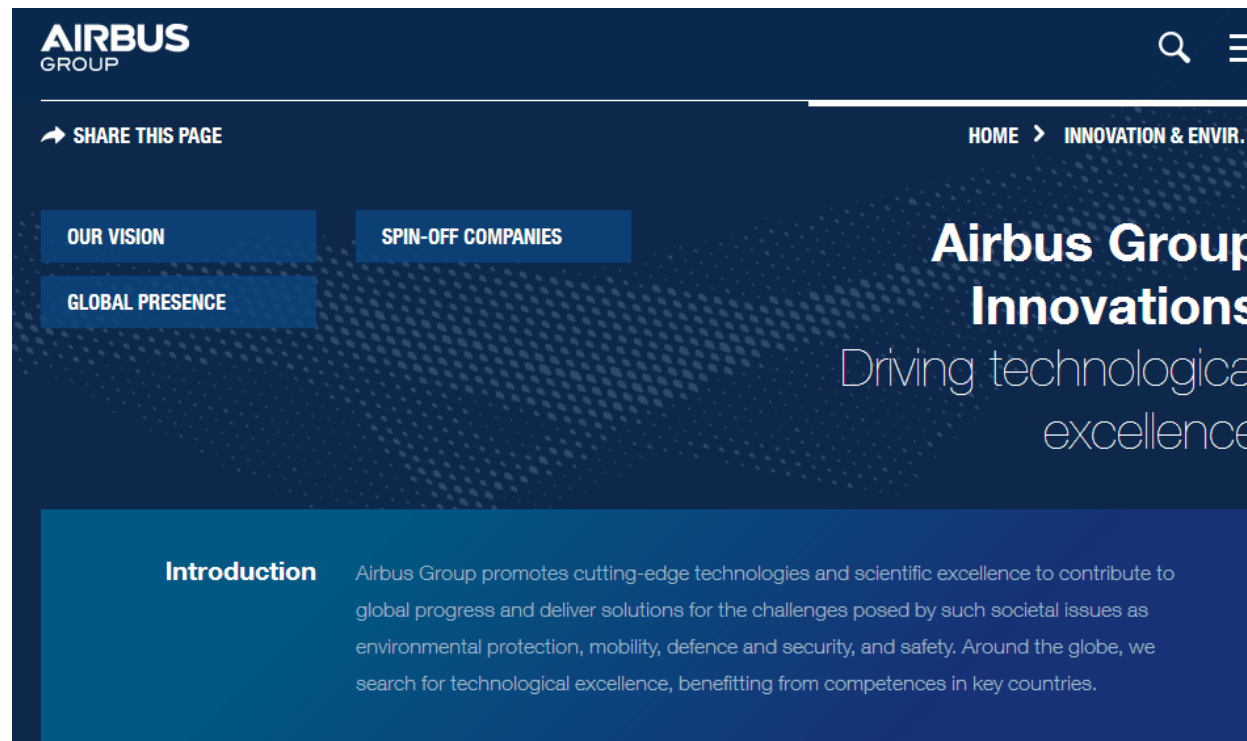 AIRBUS
GROUP
SHARE THIS PAGE
HOME > INNOVATION & ENVIR.
OUR VISION
SPIN-OFF COMPANIES
GLOBAL PRESENCE
Airbus Group
Innovations
Driving technologica
excellence
Introduction
Airbus Group promotes cutting-edge technologies and scientific excellence to contribute to
global progress and deliver solutions for the challenges posed by such societal issues as
environmental protection, mobility, defence and security, and safety. Around the globe, we
search for technological excellence, benefitting from competences in key countries.